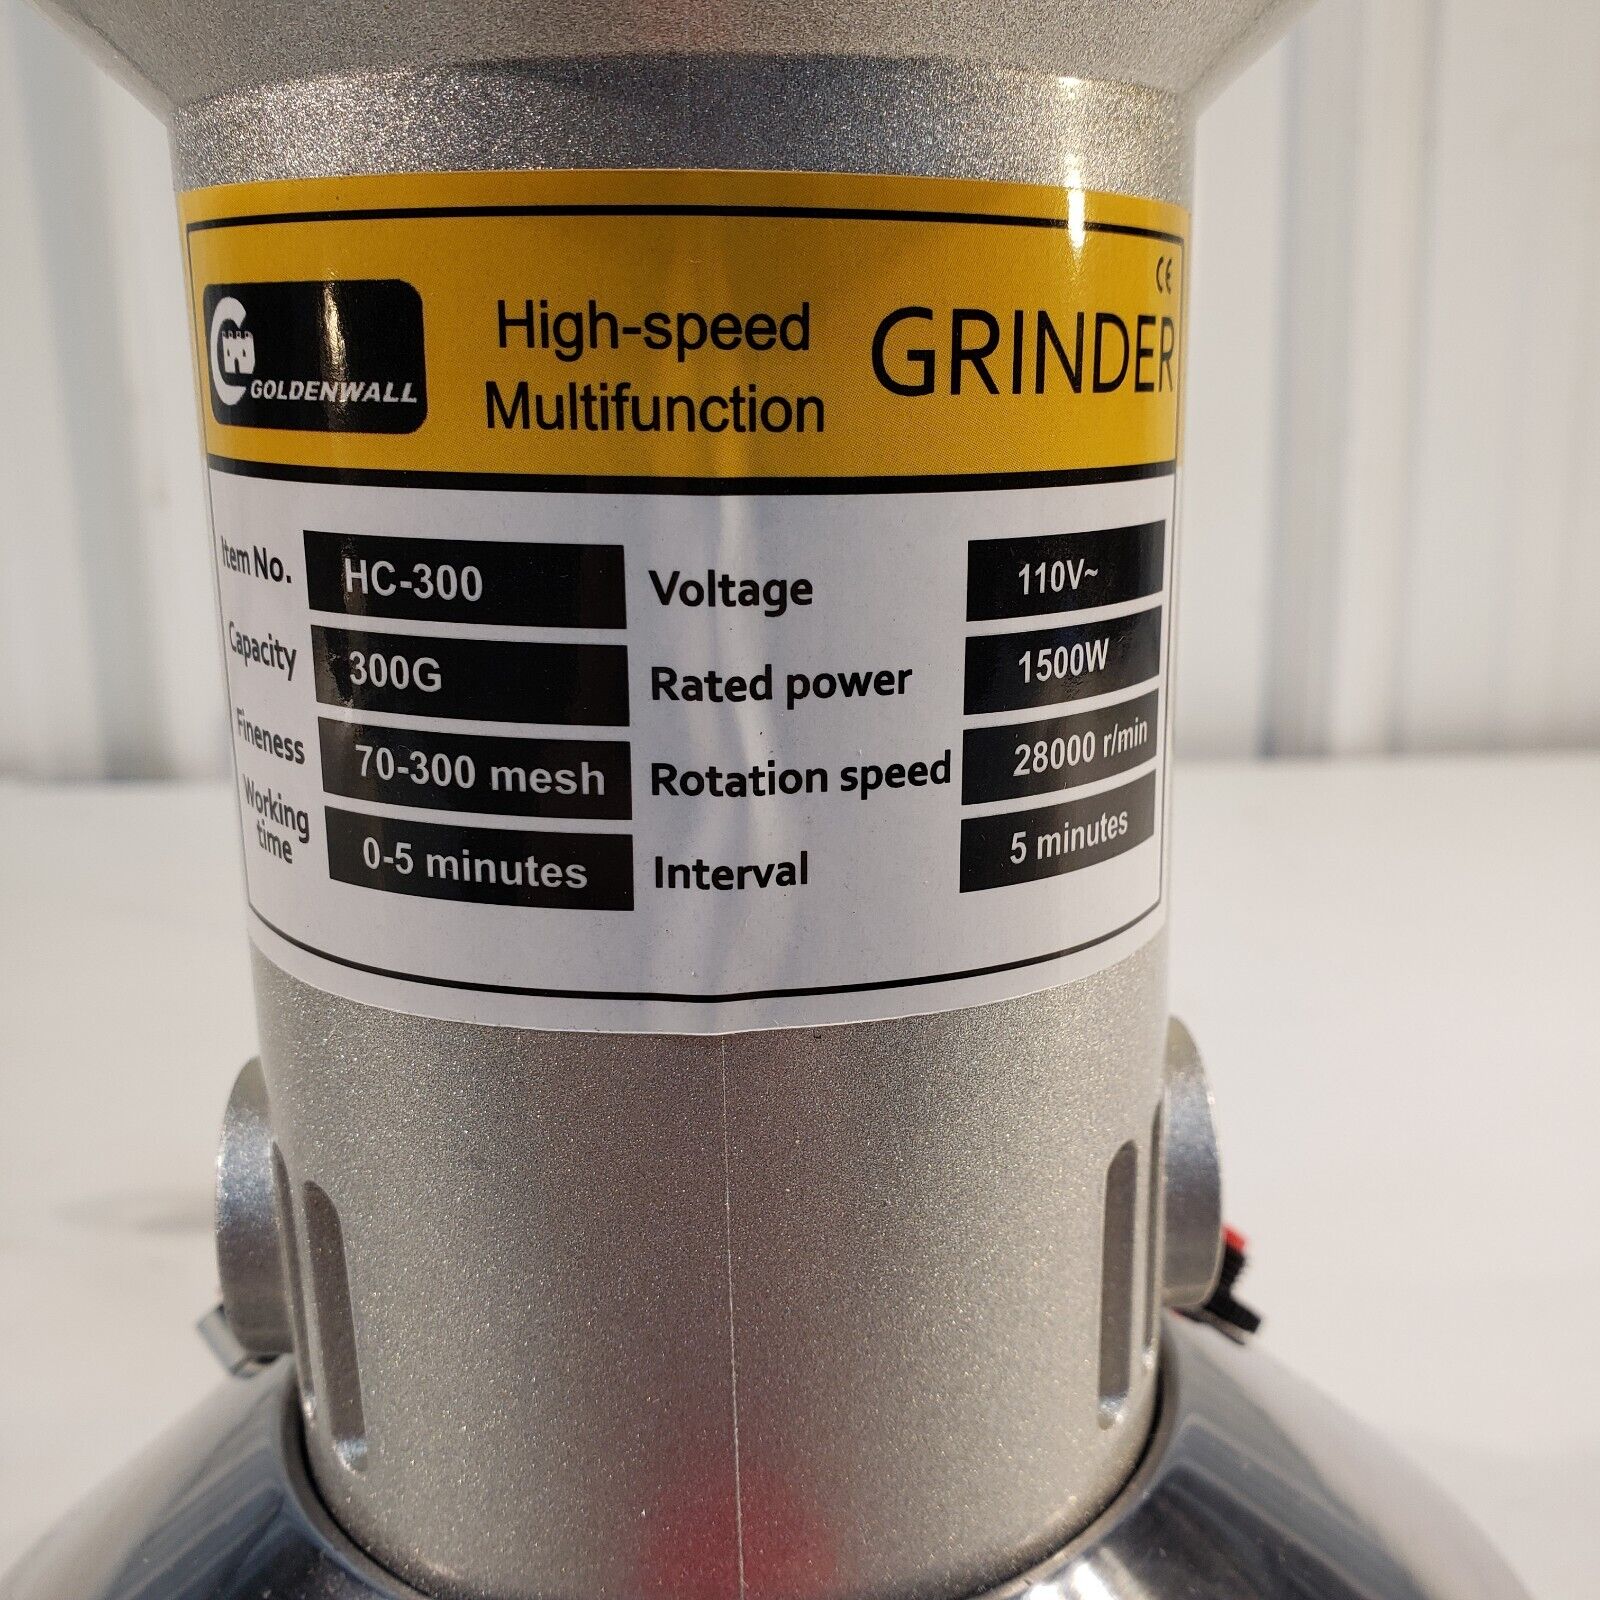 CE
GOLDENWALL
High-speed
Multifunction
GRINDER
Item No. HC-300 Voltage 110V~
Capacity 300G Rated power 1500W
Fineness 70-300 mesh Rotation speed 28000 r/min
Working time 0-5 minutes Interval 5 minutes